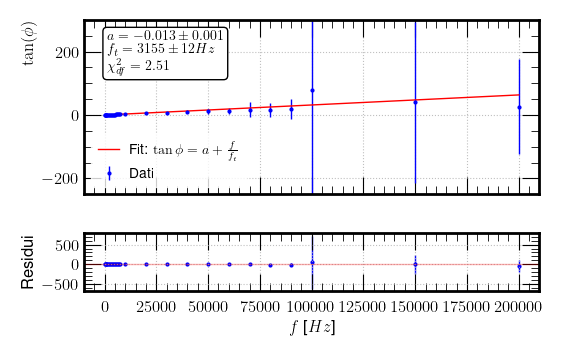 tan(ϕ)
a = −0.013 ± 0.001
f_t = 3155 ± 12Hz
χ²_df = 2.51
200
0
−200
Fit: tan ϕ = a + f/f_t
Dati
Residui
500
0
−500
0 25000 50000 75000 100000 125000 150000 175000 200000
f [Hz]